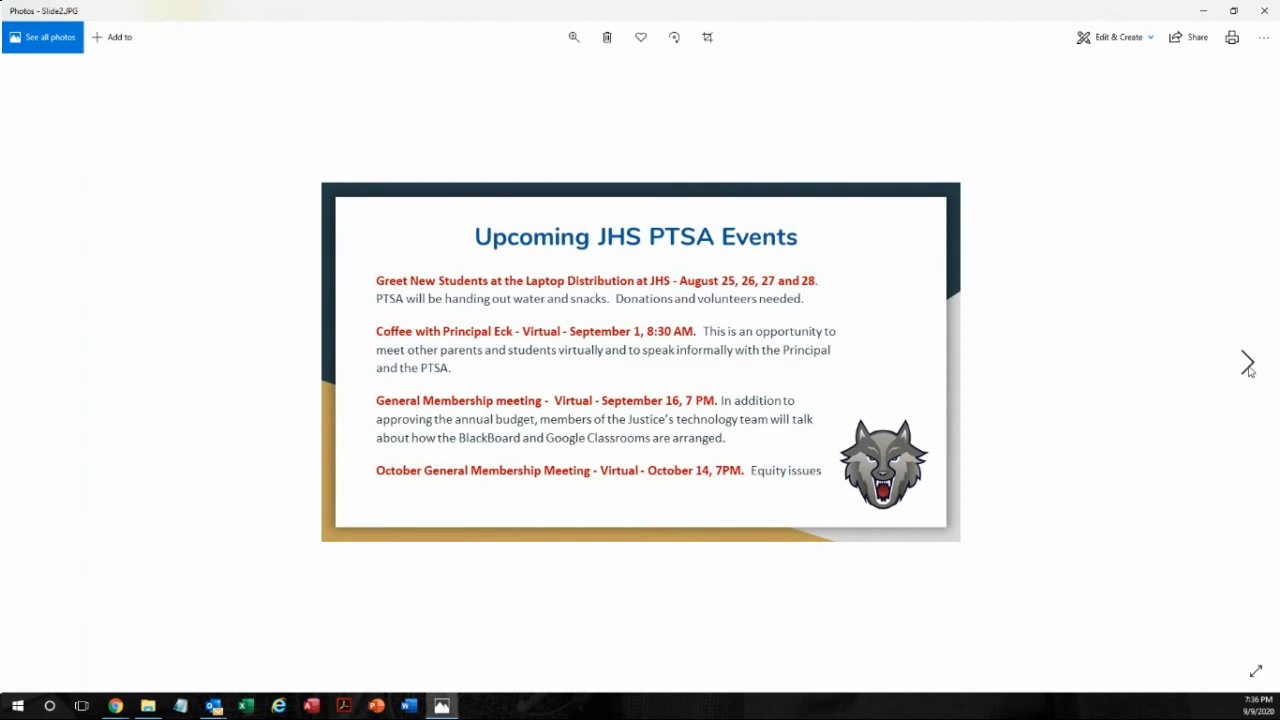 Photos - Slide2.JPG
See all photos
Add to
Edit & Create
Share
Upcoming JHS PTSA Events
Greet New Students at the Laptop Distribution at JHS - August 25, 26, 27 and 28.
PTSA will be handing out water and snacks. Donations and volunteers needed.
Coffee with Principal Eck - Virtual - September 1, 8:30 AM. This is an opportunity to
meet other parents and students virtually and to speak informally with the Principal
and the PTSA.
General Membership meeting - Virtual - September 16, 7 PM. In addition to
approving the annual budget, members of the Justice's technology team will talk
about how the BlackBoard and Google Classrooms are arranged.
October General Membership Meeting - Virtual - October 14, 7PM. Equity issues
7:36 PM
9/9/2020